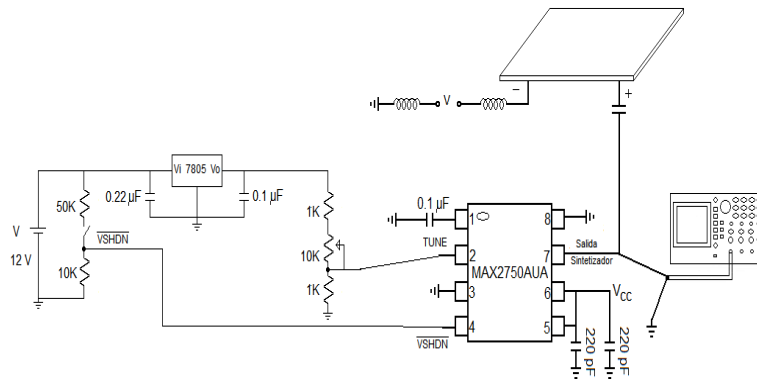 V
−
+
Vi 7805 Vo
50K
0.22 µF
0.1 µF
1K
VSHDN
V
12 V
10K
10K
1K
0.1 µF
TUNE
1
2
3
4
8
7
6
5
MAX2750AUA
Salida
Sintetizador
VCC
VSHDN
220 pF
220 pF